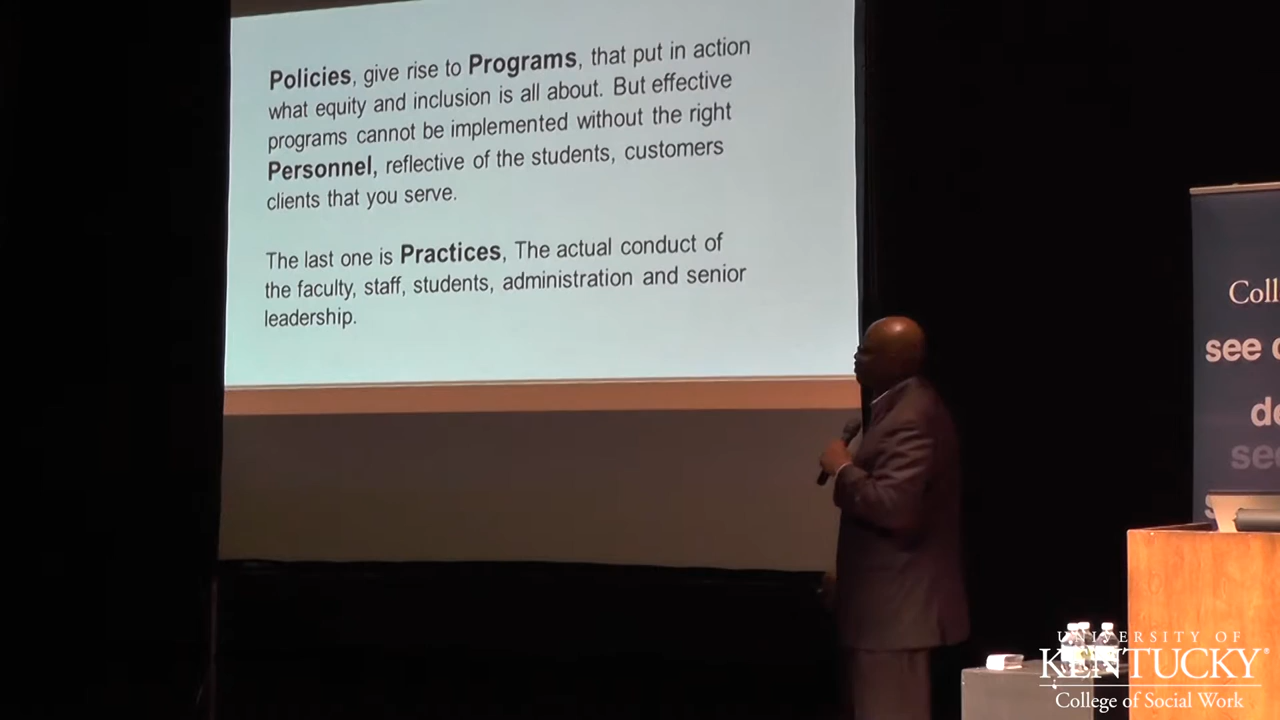 Policies, give rise to Programs, that put in action
what equity and inclusion is all about. But effective
programs cannot be implemented without the right
Personnel, reflective of the students, customers
clients that you serve.
The last one is Practices, The actual conduct of
the faculty, staff, students, administration and senior
leadership.
Coll
see
de
see
s
UNIVERSITY OF
KENTUCKY®
College of Social Work